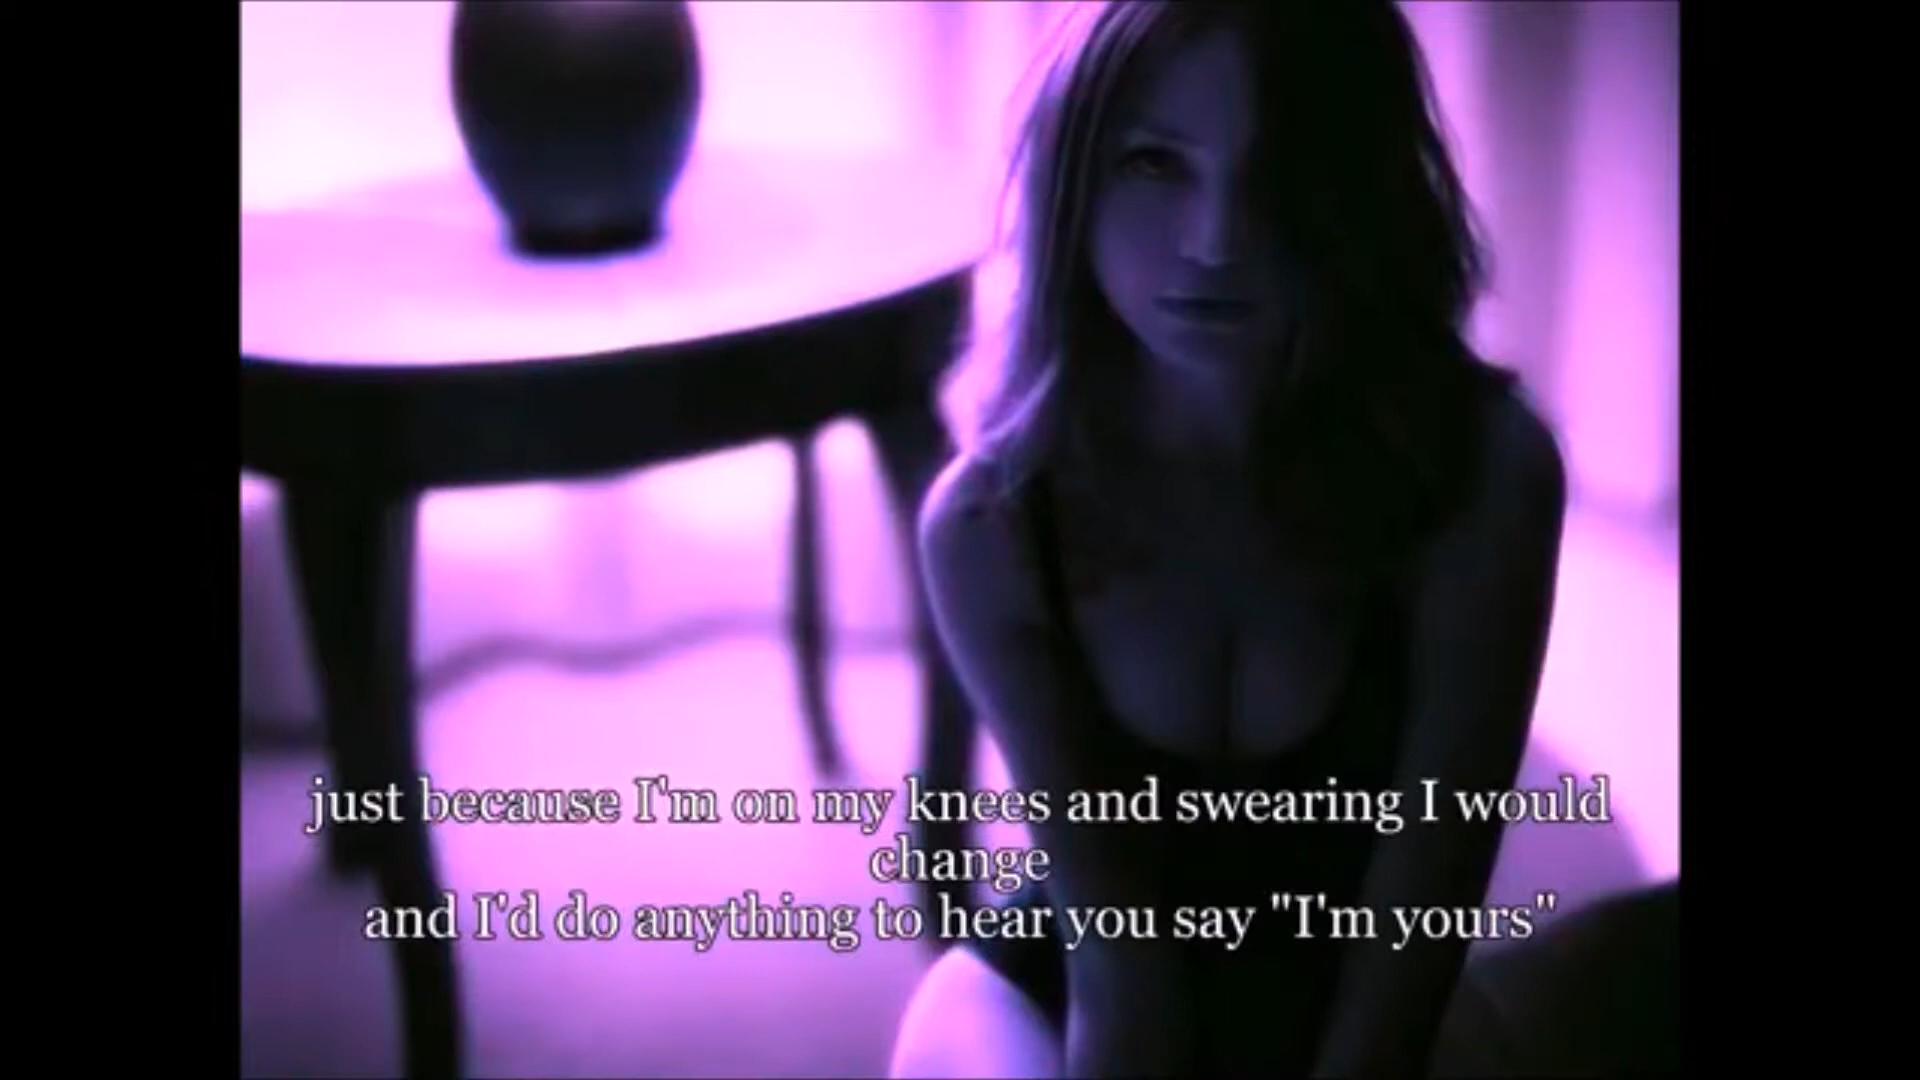 just because I'm on my knees and swearing I would
change
and I'd do anything to hear you say "I'm yours"